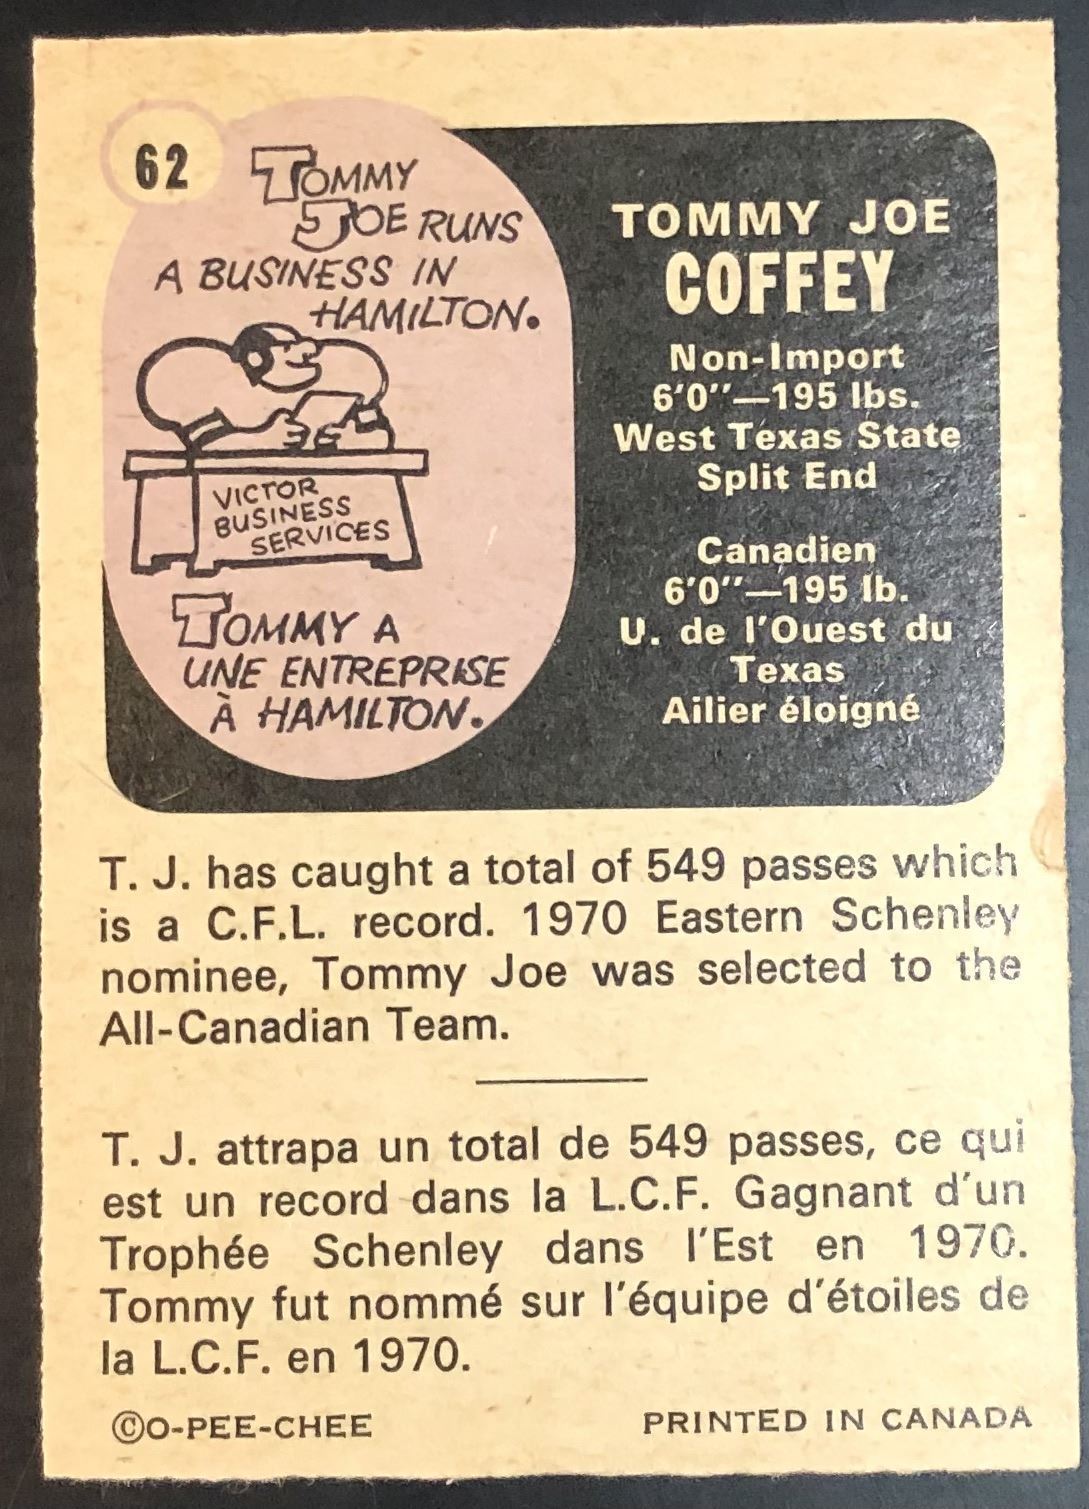 62
TOMMY
JOE RUNS
A BUSINESS IN
HAMILTON.
VICTOR
BUSINESS
SERVICES
TOMMY A
UNE ENTREPRISE
À HAMILTON.
TOMMY JOE
COFFEY
Non-Import
6'0"—195 lbs.
West Texas State
Split End
Canadien
6'0"—195 lb.
U. de l'Ouest du
Texas
Ailier éloigné
T. J. has caught a total of 549 passes which
is a C.F.L. record. 1970 Eastern Schenley
nominee, Tommy Joe was selected to the
All-Canadian Team.
T. J. attrapa un total de 549 passes, ce qui
est un record dans la L.C.F. Gagnant d'un
Trophée Schenley dans l'Est en 1970.
Tommy fut nommé sur l'équipe d'étoiles de
la L.C.F. en 1970.
©O-PEE-CHEE
PRINTED IN CANADA